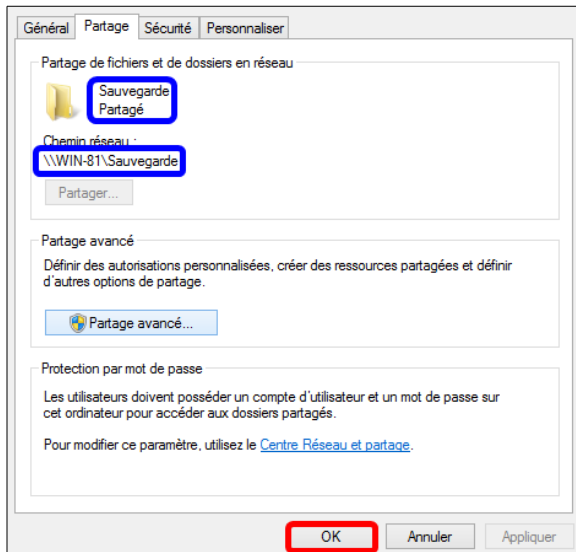 Général Partage Sécurité Personnaliser
Partage de fichiers et de dossiers en réseau
Sauvegarde
Partagé
Chemin réseau :
\\WIN-81\Sauvegarde
Partager...
Partage avancé
Définir des autorisations personnalisées, créer des ressources partagées et définir
d'autres options de partage.
Partage avancé...
Protection par mot de passe
Les utilisateurs doivent posséder un compte d'utilisateur et un mot de passe sur
cet ordinateur pour accéder aux dossiers partagés.
Pour modifier ce paramètre, utilisez le Centre Réseau et partage.
OK Annuler Appliquer